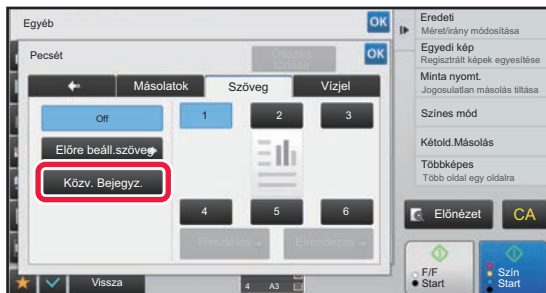 Egyéb
OK
Pecsét
Összes
törlése
OK
Másolatok
Szöveg
Vízjel
Off
Előre beáll.szöveg
Közv. Bejegyz.
1
2
3
4
5
6
Részletes
Elrendezés
Vissza
4
A3
Eredeti
Méret/irány módosítása
Egyedi kép
Regisztrált képek egyesítése
Minta nyomt.
Jogosulatlan másolás tiltása
Színes mód
Kétold.Másolás
Többképes
Több oldal egy oldalra
Előnézet
CA
F/F
Start
Szín
Start